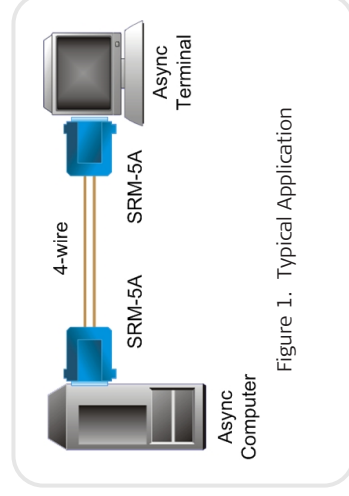 Async
Computer
SRM-5A
4-wire
SRM-5A
Async
Terminal
Figure 1. Typical Application